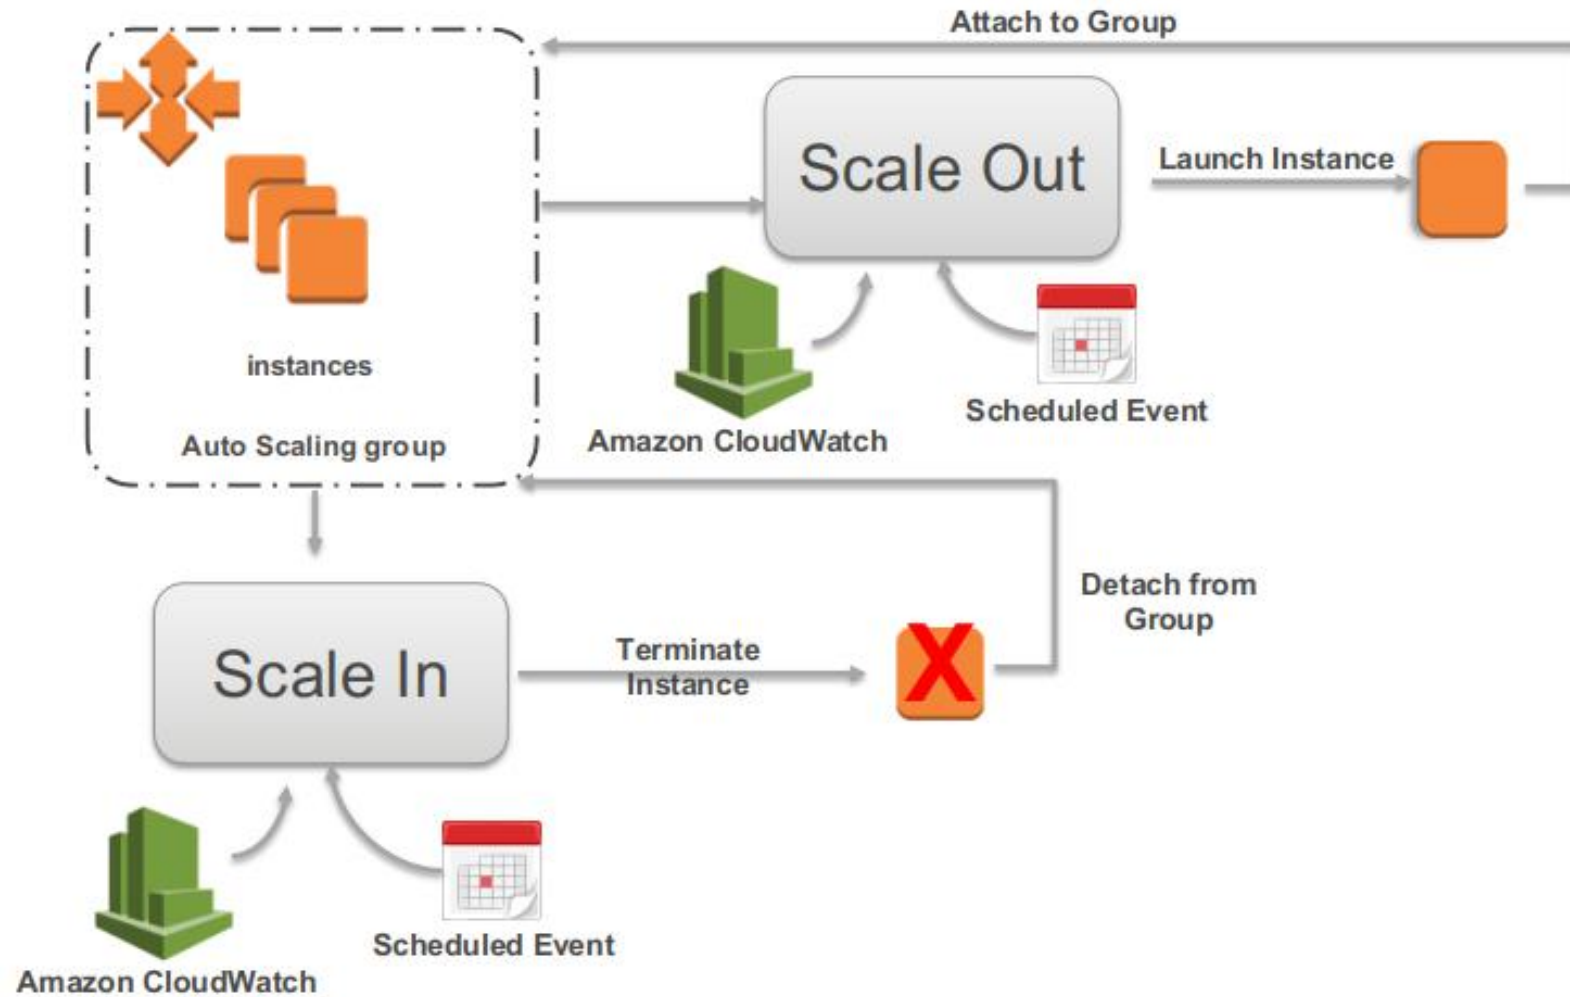 Attach to Group
Scale Out
Launch Instance
instances
Auto Scaling group
Amazon CloudWatch
Scheduled Event
Scale In
Terminate
Instance
X
Detach from
Group
Amazon CloudWatch
Scheduled Event